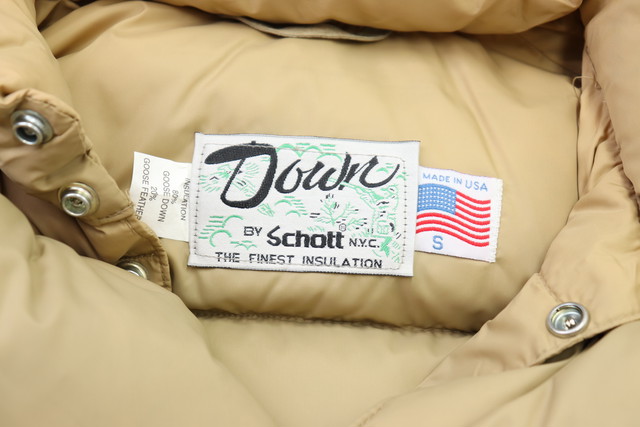 Down
BY Schott® N.Y.C.
THE FINEST INSULATION
MADE IN USA
S
INSULATION
80%
GOOSE DOWN
20%
GOOSE FEATHER